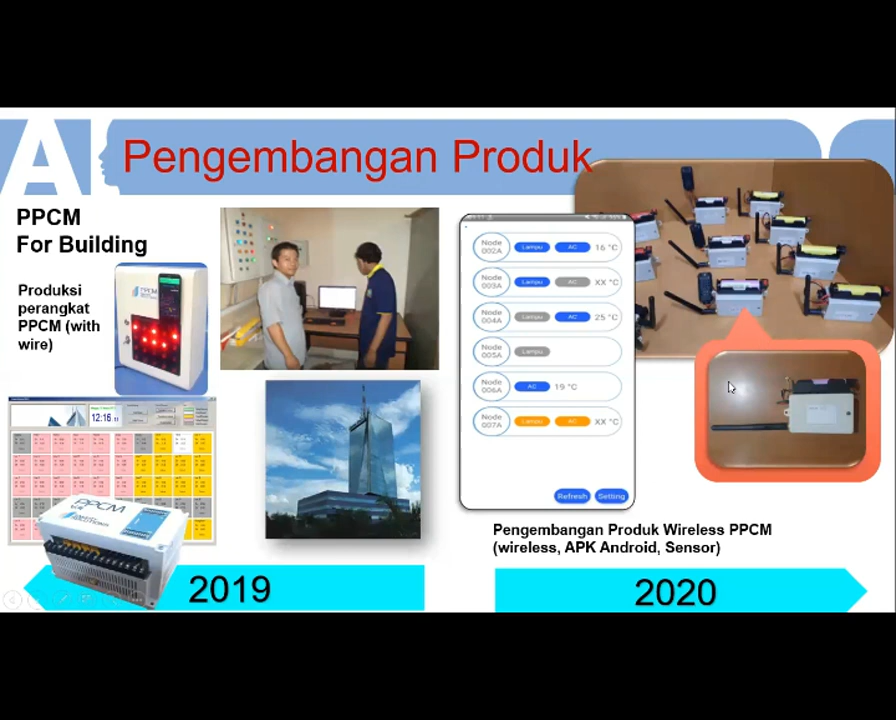 AI
Pengembangan Produk
PPCM
For Building
Produksi
perangkat
PPCM (with
wire)
PPCM
12:16
PPCM
2019
Node
002A
Lampu
AC
16 °C
Node
003A
Lampu
AC
XX °C
Node
004A
Lampu
AC
25 °C
Node
005A
Lampu
Node
006A
AC
19 °C
Node
007A
Lampu
AC
XX °C
Refresh
Setting
Pengembangan Produk Wireless PPCM
(wireless, APK Android, Sensor)
2020